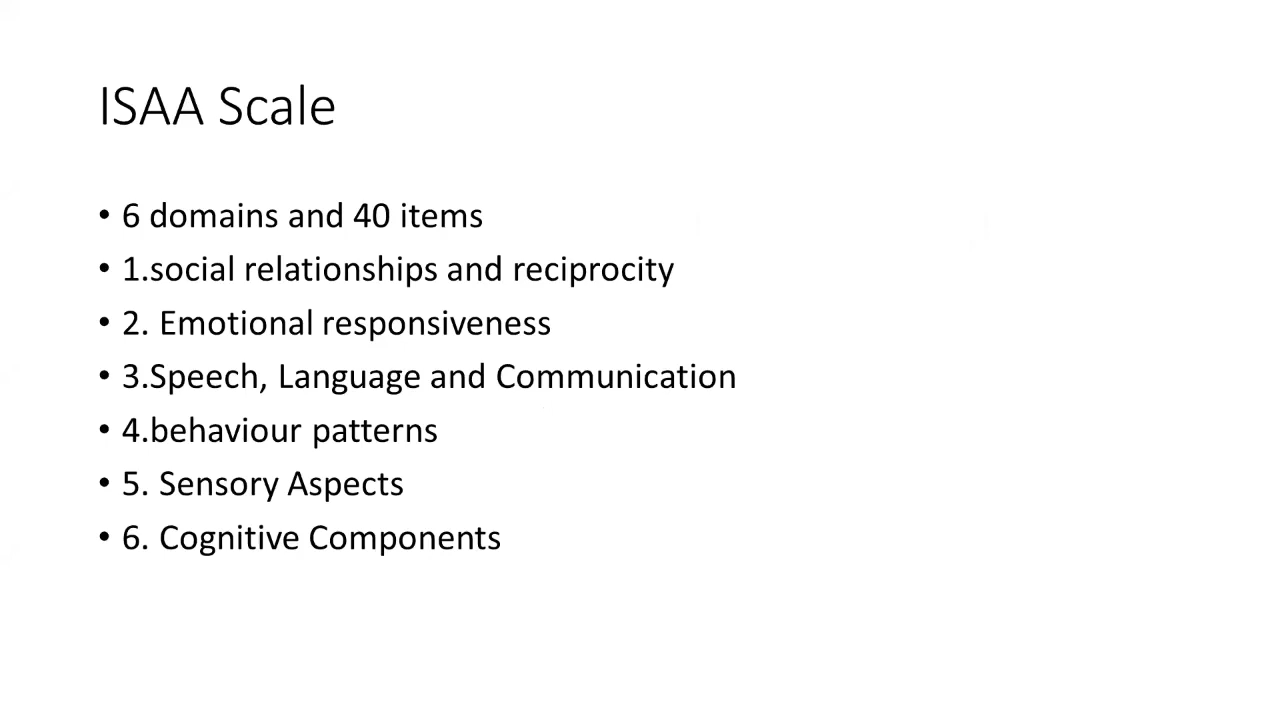 ISAA Scale
• 6 domains and 40 items
• 1.social relationships and reciprocity
• 2. Emotional responsiveness
• 3.Speech, Language and Communication
• 4.behaviour patterns
• 5. Sensory Aspects
• 6. Cognitive Components